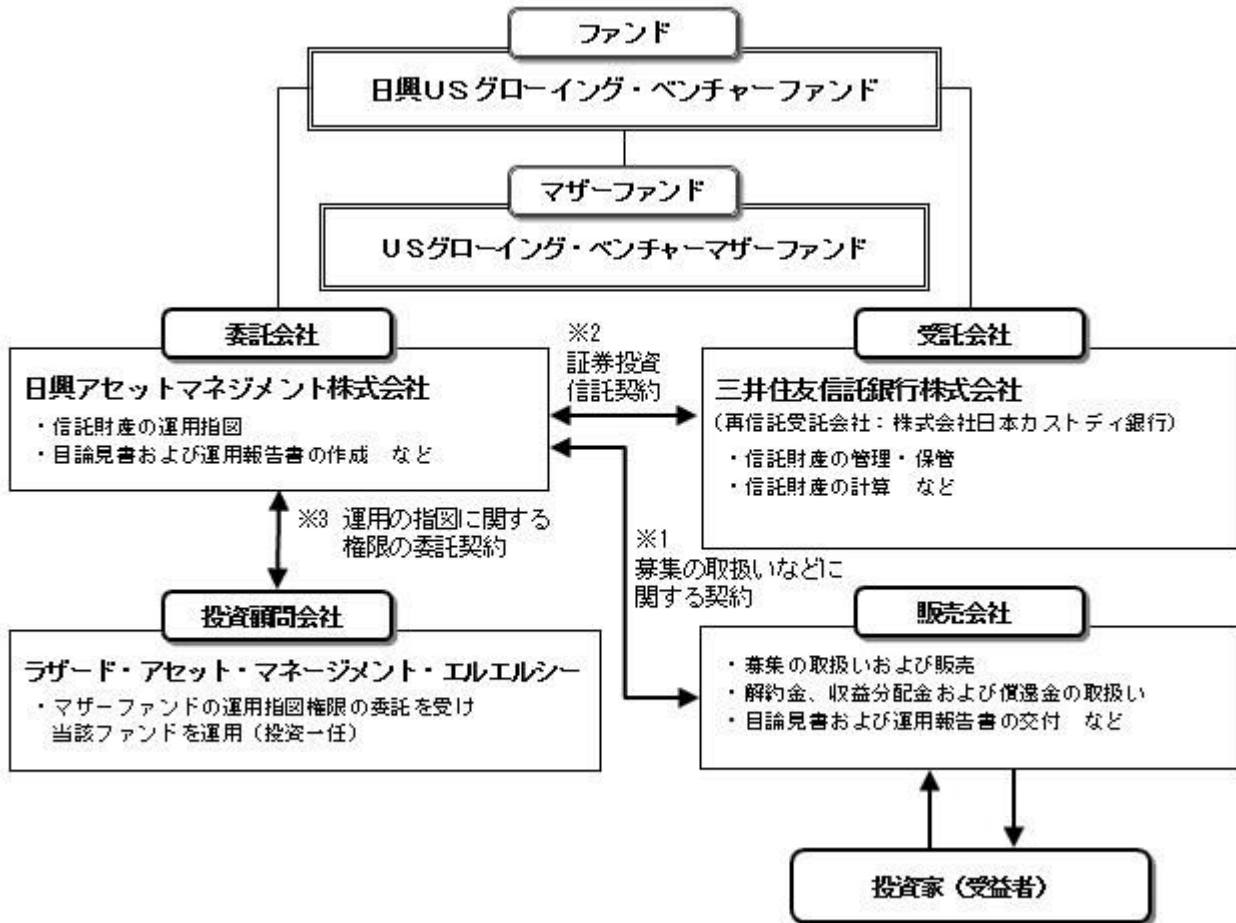 ファンド
日興USグローイング・ベンチャーファンド
マザーファンド
USグローイング・ベンチャーマザーファンド
委託会社
日興アセットマネジメント株式会社
・信託財産の運用指図
・目論見書および運用報告書の作成 など
※2
証券投資
信託契約
受託会社
三井住友信託銀行株式会社
(再信託受託会社:株式会社日本カストディ銀行)
・信託財産の管理・保管
・信託財産の計算 など
※3 運用の指図に関する
権限の委託契約
※1
募集の取扱いなどに
関する契約
投資顧問会社
ラザード・アセット・マネージメント・エルエルシー
・マザーファンドの運用指図権限の委託を受け
当該ファンドを運用(投資一任)
販売会社
・募集の取扱いおよび販売
・解約金、収益分配金および償還金の取扱い
・目論見書および運用報告書の交付 など
投資家(受益者)